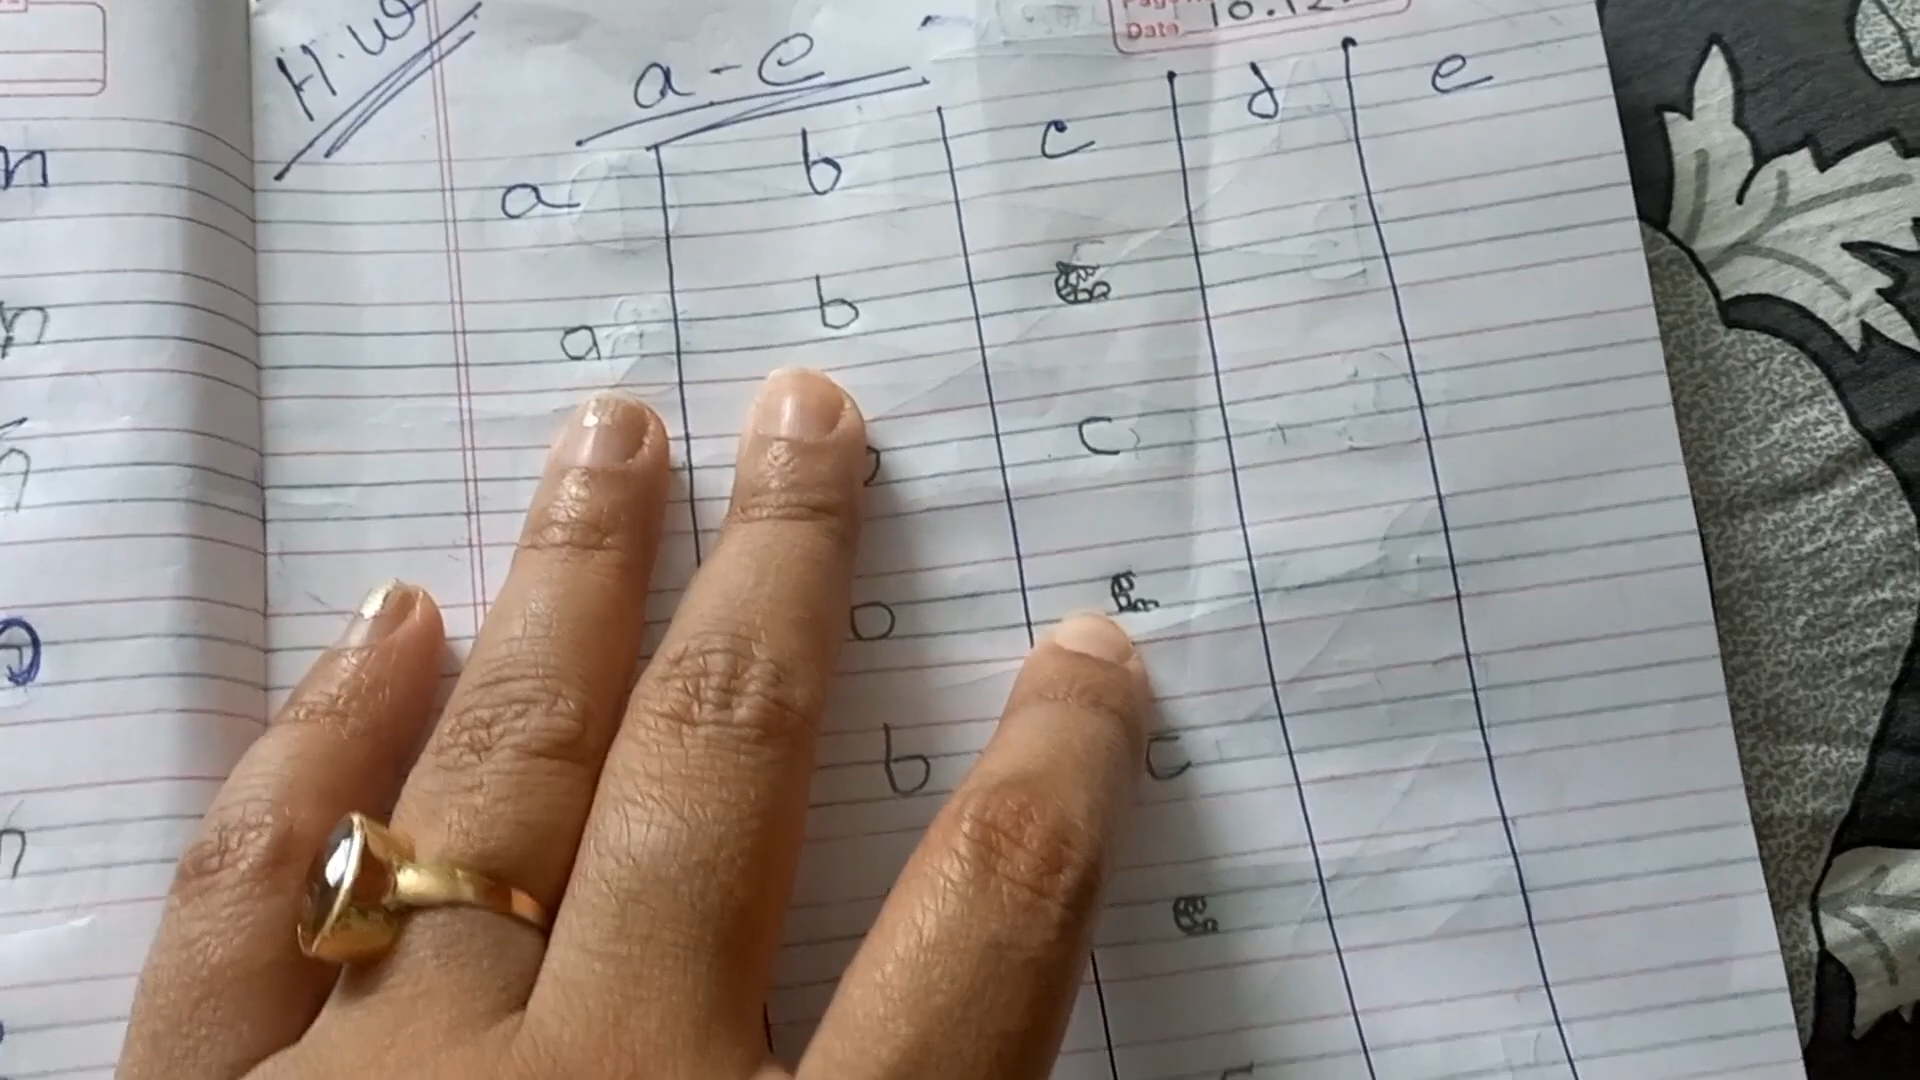 Date 10.12
H.W
a - e
a b c d e
a b
c
b c
n
n
n
n